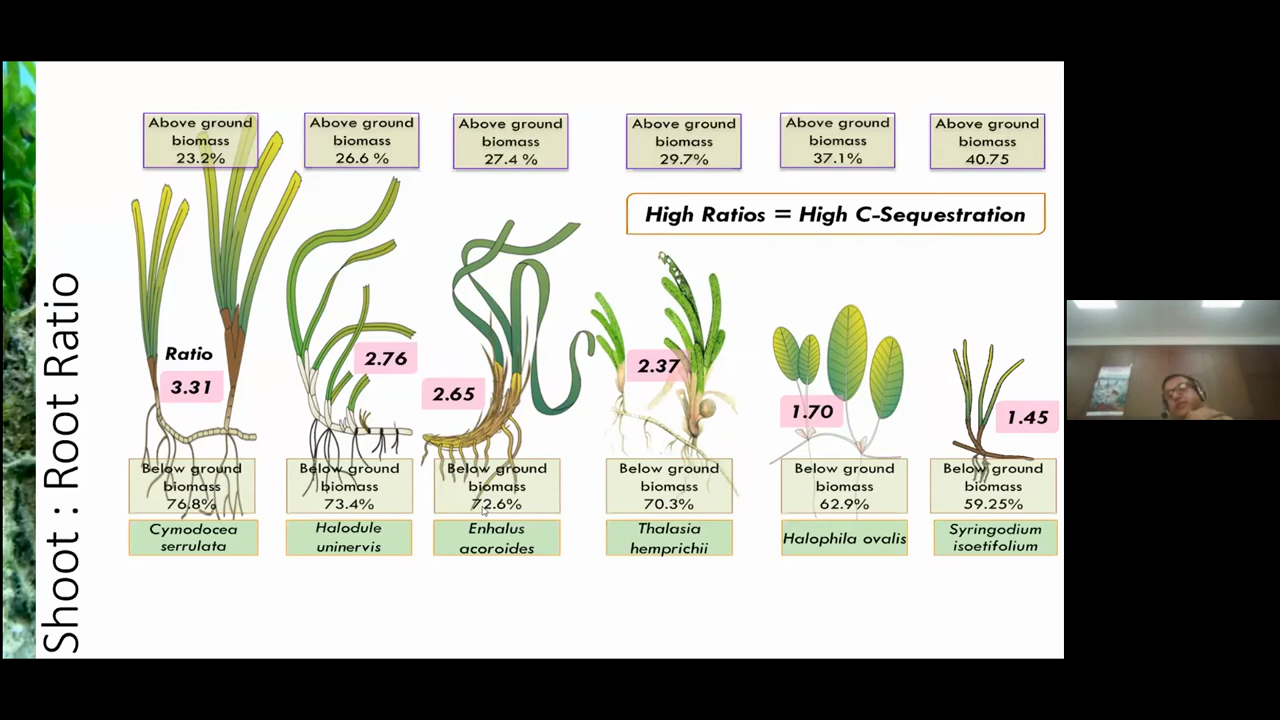 Shoot : Root Ratio
Above ground
biomass
23.2%
Above ground
biomass
26.6 %
Above ground
biomass
27.4 %
Above ground
biomass
29.7%
Above ground
biomass
37.1%
Above ground
biomass
40.75
High Ratios = High C-Sequestration
Ratio
3.31
2.76
2.65
2.37
1.70
1.45
Below ground
biomass
76.8%
Below ground
biomass
73.4%
Below ground
biomass
72.6%
Below ground
biomass
70.3%
Below ground
biomass
62.9%
Below ground
biomass
59.25%
Cymodocea
serrulata
Halodule
uninervis
Enhalus
acoroides
Thalasia
hemprichii
Halophila ovalis
Syringodium
isoetifolium